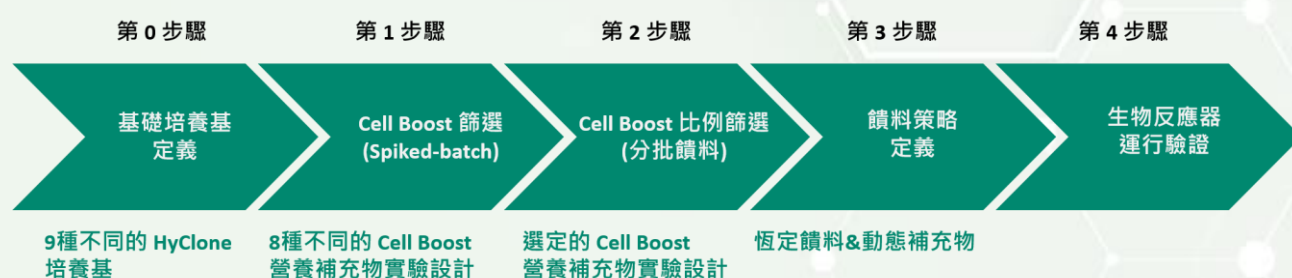 第 0 步驟
第 1 步驟
第 2 步驟
第 3 步驟
第 4 步驟
基礎培養基
定義
Cell Boost 篩選
(Spiked-batch)
Cell Boost 比例篩選
(分批饋料)
饋料策略
定義
生物反應器
運行驗證
9種不同的 HyClone
培養基
8種不同的 Cell Boost
營養補充物實驗設計
選定的 Cell Boost
營養補充物實驗設計
恆定饋料&動態補充物